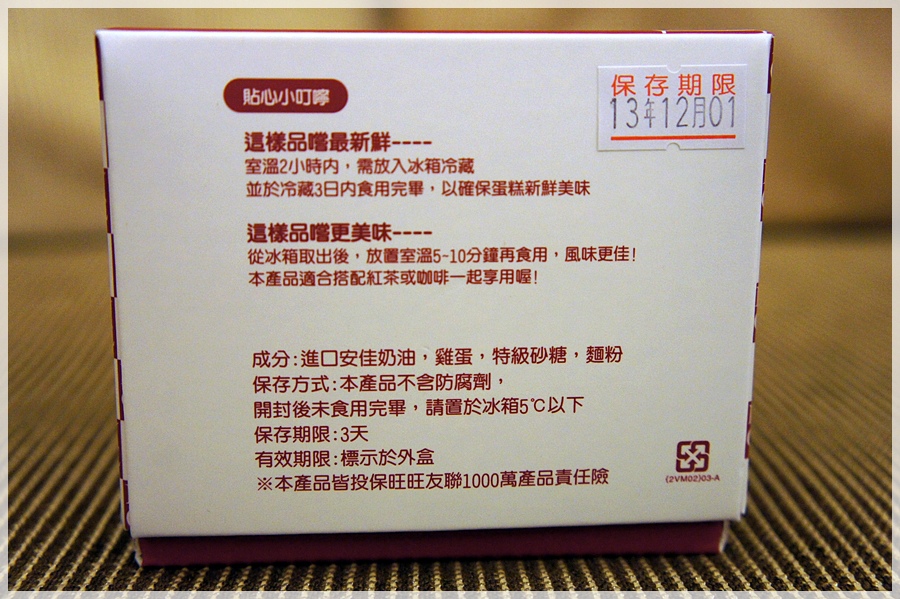 貼心小叮嚀
保存期限
13年12月01
這樣品嚐最新鮮----
室溫2小時內，需放入冰箱冷藏
並於冷藏3日內食用完畢，以確保蛋糕新鮮美味
這樣品嚐更美味----
從冰箱取出後，放置室溫5~10分鐘再食用，風味更佳!
本產品適合搭配紅茶或咖啡一起享用喔!
成分:進口安佳奶油，雞蛋，特級砂糖，麵粉
保存方式:本產品不含防腐劑，
開封後未食用完畢，請置於冰箱5℃以下
保存期限:3天
有效期限:標示於外盒
※本產品皆投保旺旺友聯1000萬產品責任險
(2VM02)03-A